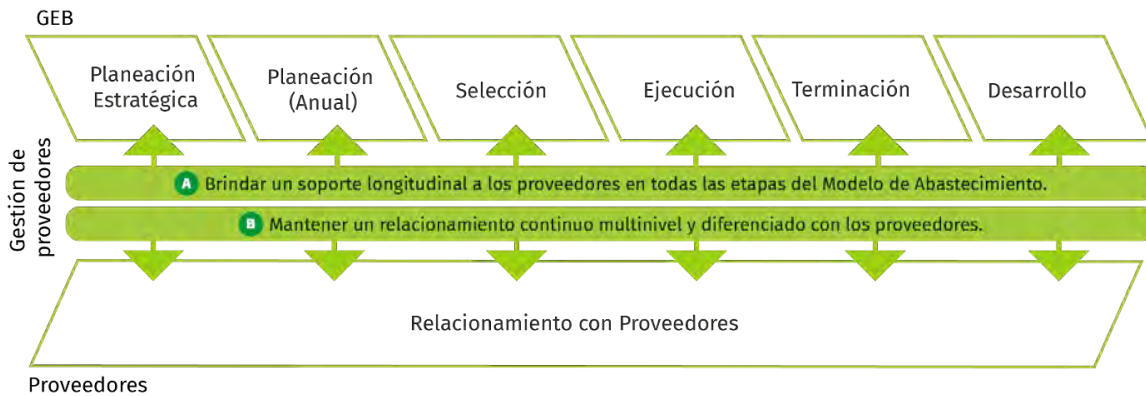 GEB
Planeación
Estratégica
Planeación
(Anual)
Selección
Ejecución
Terminación
Desarrollo
Gestión de
proveedores
A Brindar un soporte longitudinal a los proveedores en todas las etapas del Modelo de Abastecimiento.
B Mantener un relacionamiento continuo multinivel y diferenciado con los proveedores.
Relacionamiento con Proveedores
Proveedores